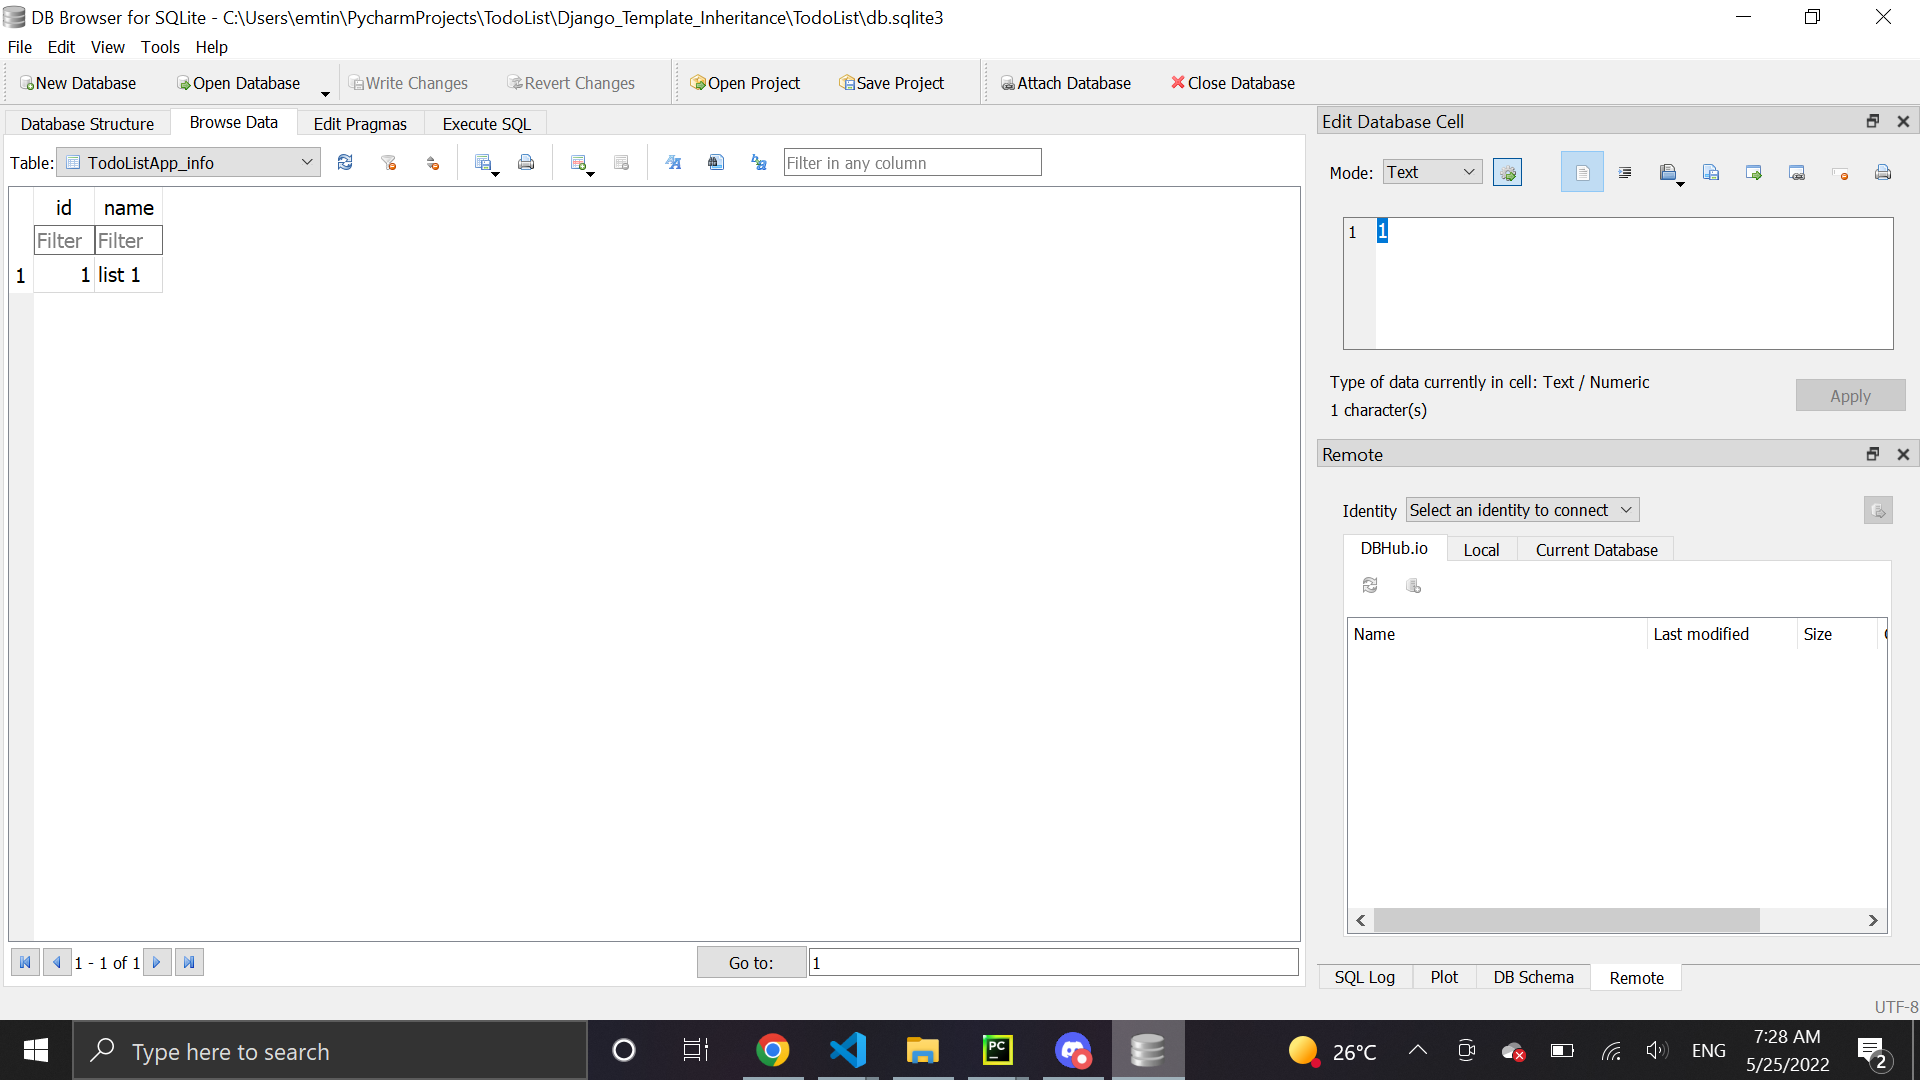 DB Browser for SQLite - C:\Users\emtin\PycharmProjects\TodoList\Django_Template_Inheritance\TodoList\db.sqlite3
File Edit View Tools Help
New Database Open Database Write Changes Revert Changes Open Project Save Project Attach Database Close Database
Database Structure Browse Data Edit Pragmas Execute SQL
Table: TodoListApp_info Filter in any column
id name
Filter Filter
1 1 list 1
1 - 1 of 1 Go to: 1
Edit Database Cell
Mode: Text
1 1
Type of data currently in cell: Text / Numeric
1 character(s)
Apply
Remote
Identity Select an identity to connect
DBHub.io Local Current Database
Name Last modified Size
SQL Log Plot DB Schema Remote
UTF-8
Type here to search
PC
26°C
ENG
7:28 AM
5/25/2022
2